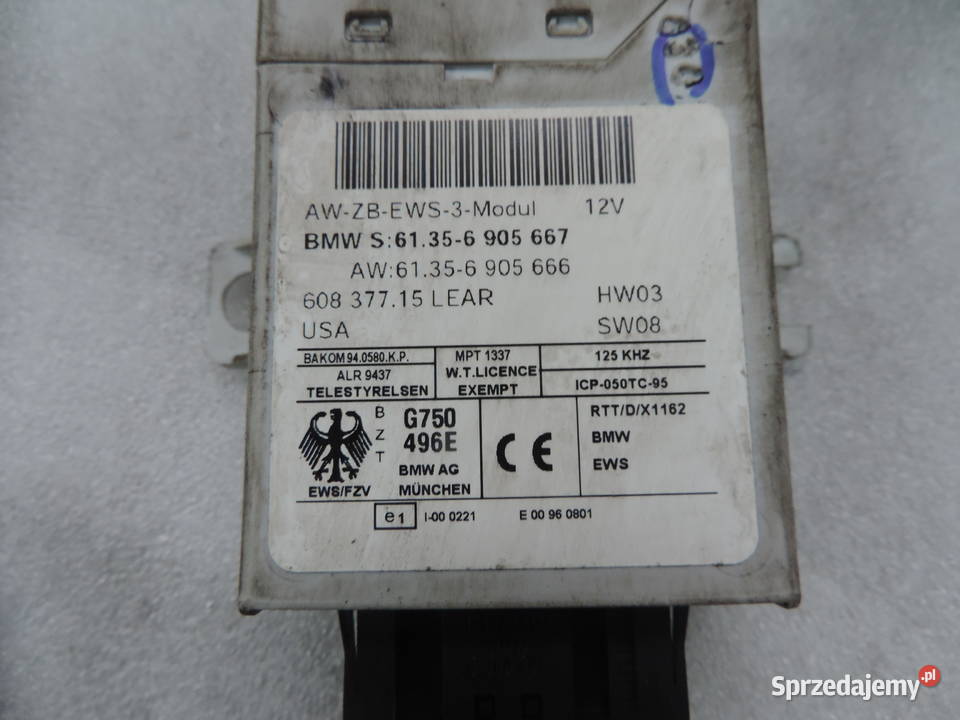 AW-ZB-EWS-3-Modul 12V
BMW S:61.35-6 905 667
AW:61.35-6 905 666
608 377.15 LEAR HW03
USA SW08
BAKOM 94.0580.K.P.
ALR 9437
TELESTYRELSEN
MPT 1337
W.T.LICENCE
EXEMPT
125 KHZ
ICP-050TC-95
EWS/FZV
B
Z
T
G750
496E
BMW AG
MÜNCHEN
CE
RTT/D/X1162
BMW
EWS
e1 I-00 0221 E 00 96 0801
Sprzedajemy.pl